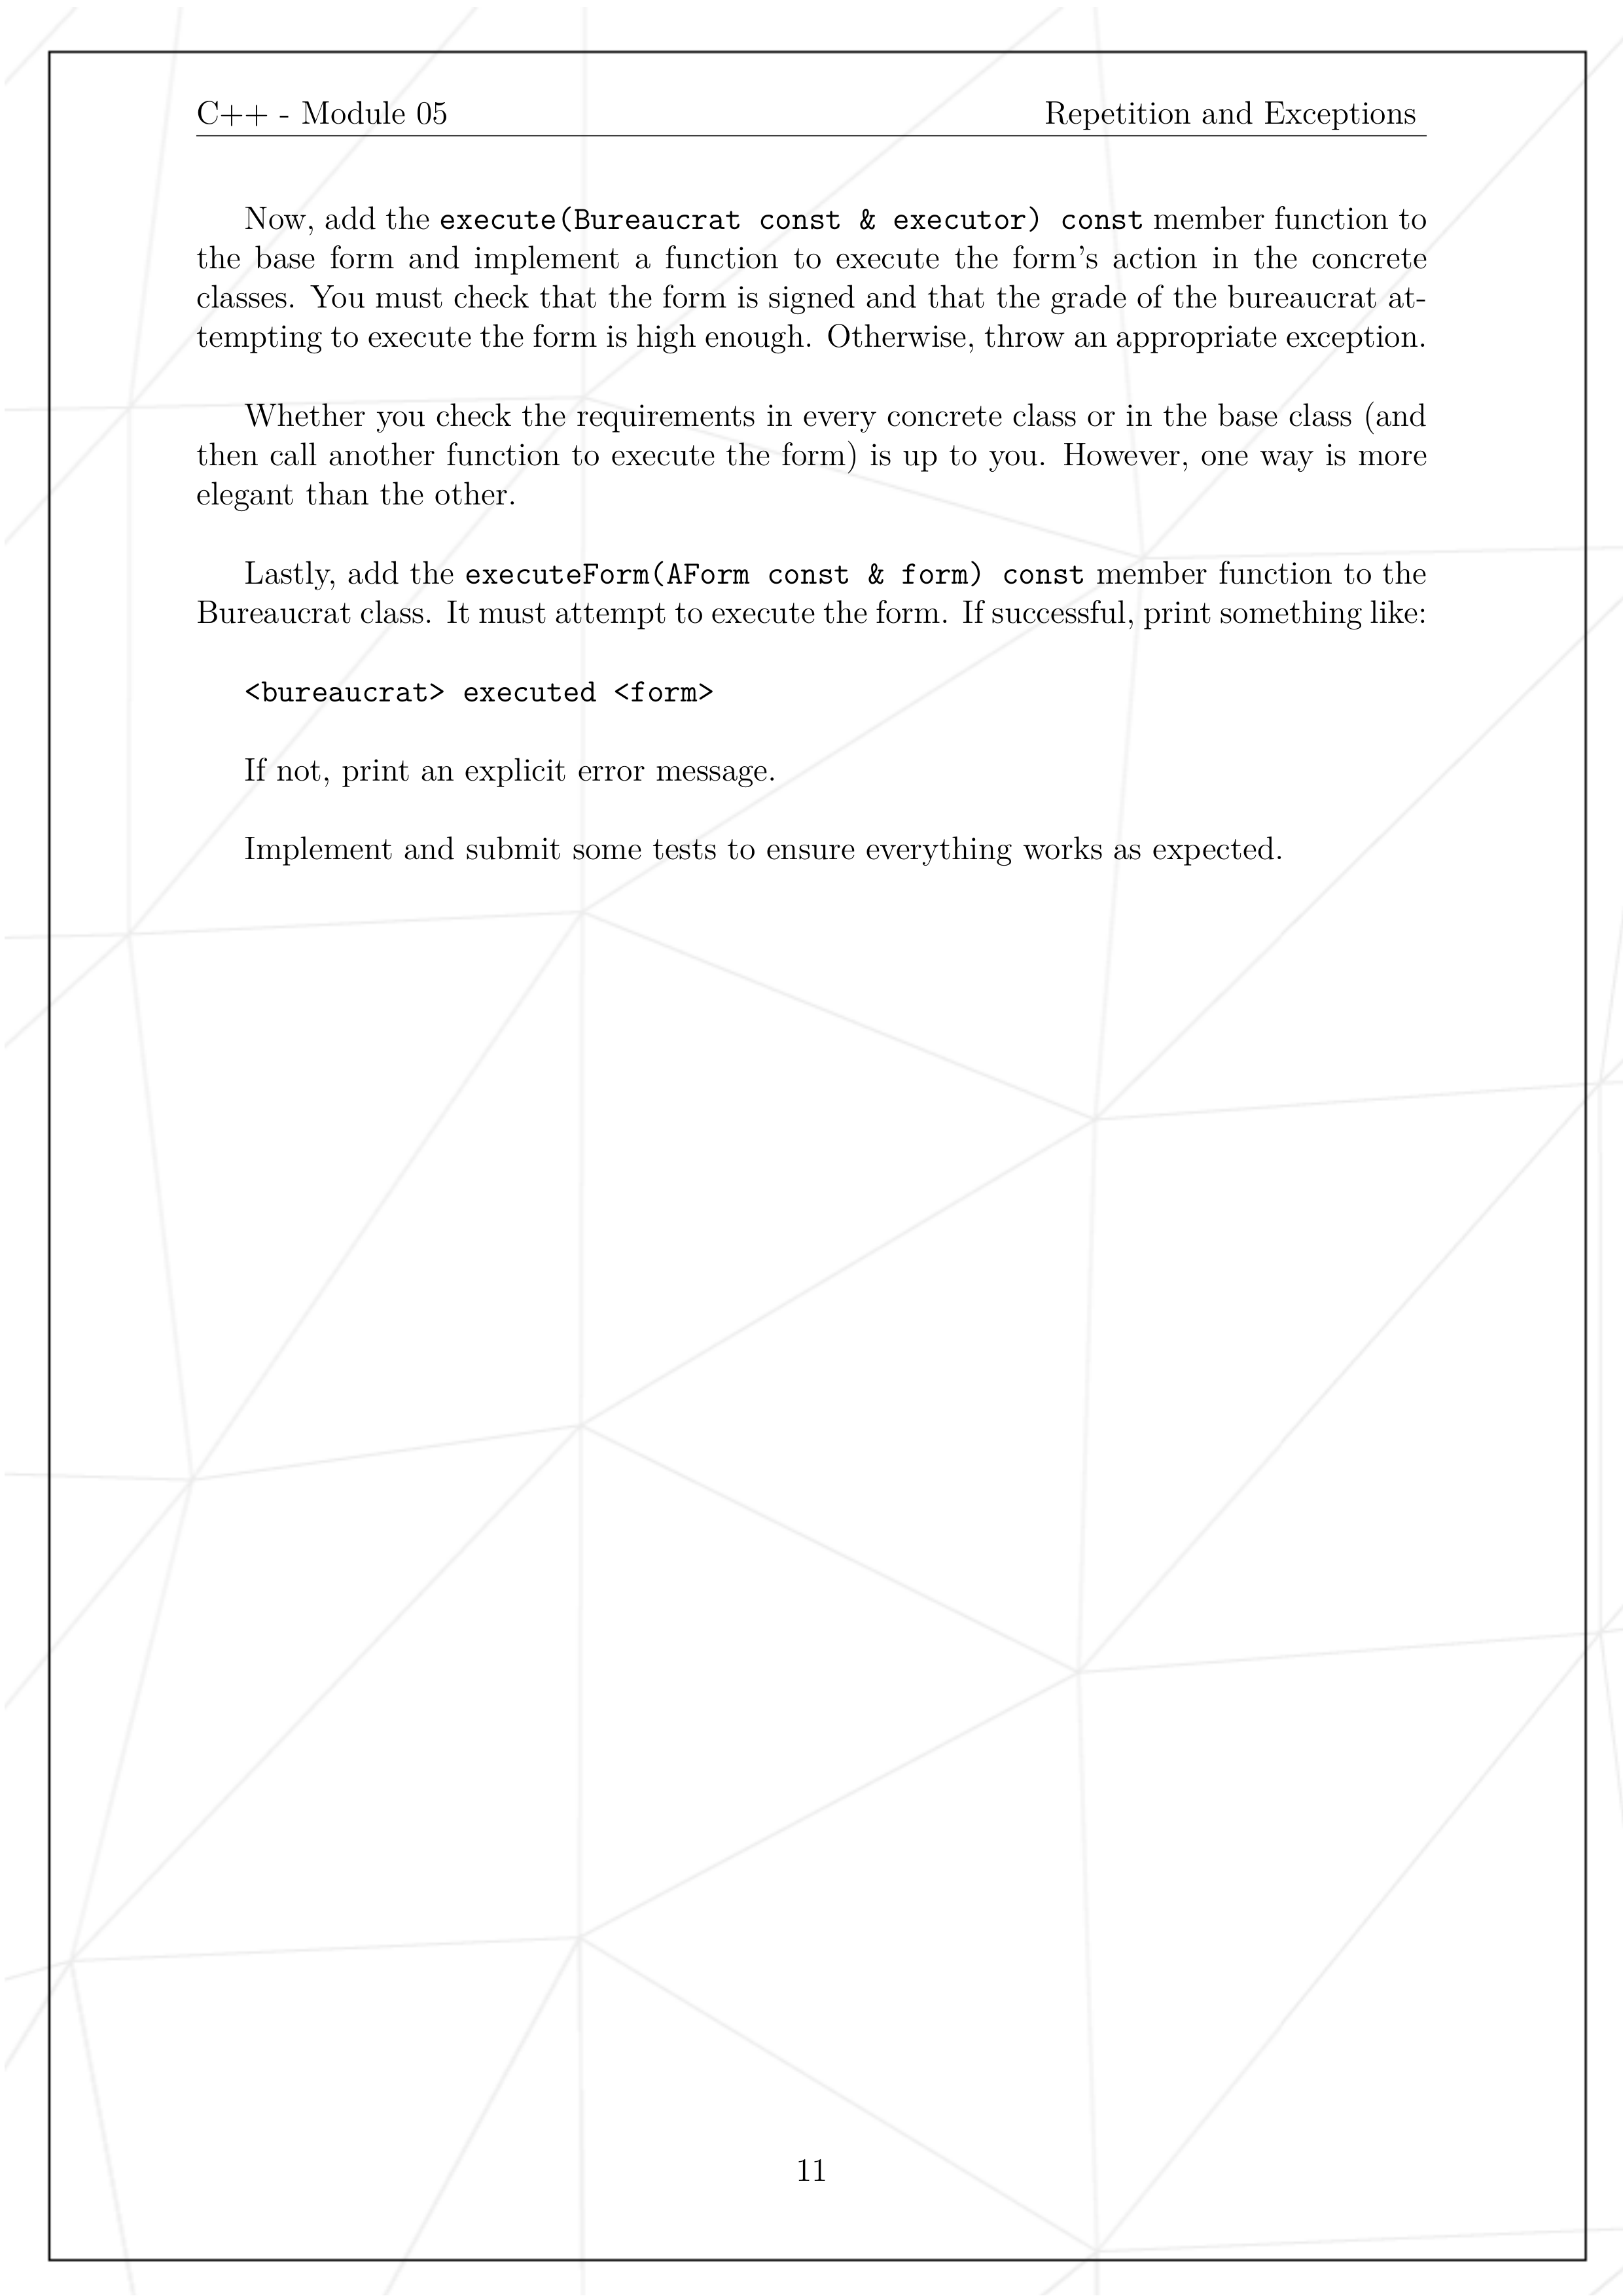 C++ - Module 05 Repetition and Exceptions
Now, add the execute(Bureaucrat const & executor) const member function to
the base form and implement a function to execute the form's action in the concrete
classes. You must check that the form is signed and that the grade of the bureaucrat at-
tempting to execute the form is high enough. Otherwise, throw an appropriate exception.
Whether you check the requirements in every concrete class or in the base class (and
then call another function to execute the form) is up to you. However, one way is more
elegant than the other.
Lastly, add the executeForm(AForm const & form) const member function to the
Bureaucrat class. It must attempt to execute the form. If successful, print something like:
<bureaucrat> executed <form>
If not, print an explicit error message.
Implement and submit some tests to ensure everything works as expected.
11